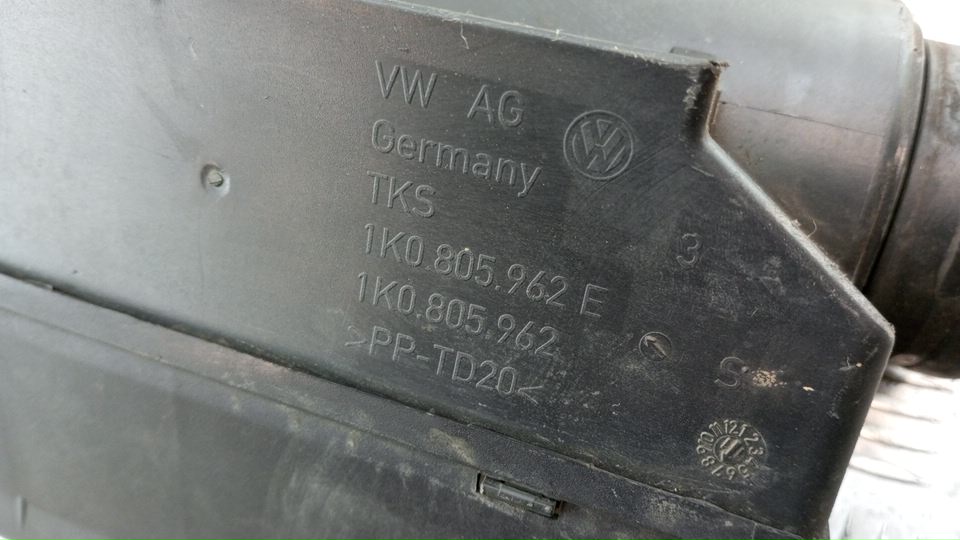 VW AG
Germany
TKS
1K0.805.962 E
1K0.805.962
>PP-TD20<
3
S